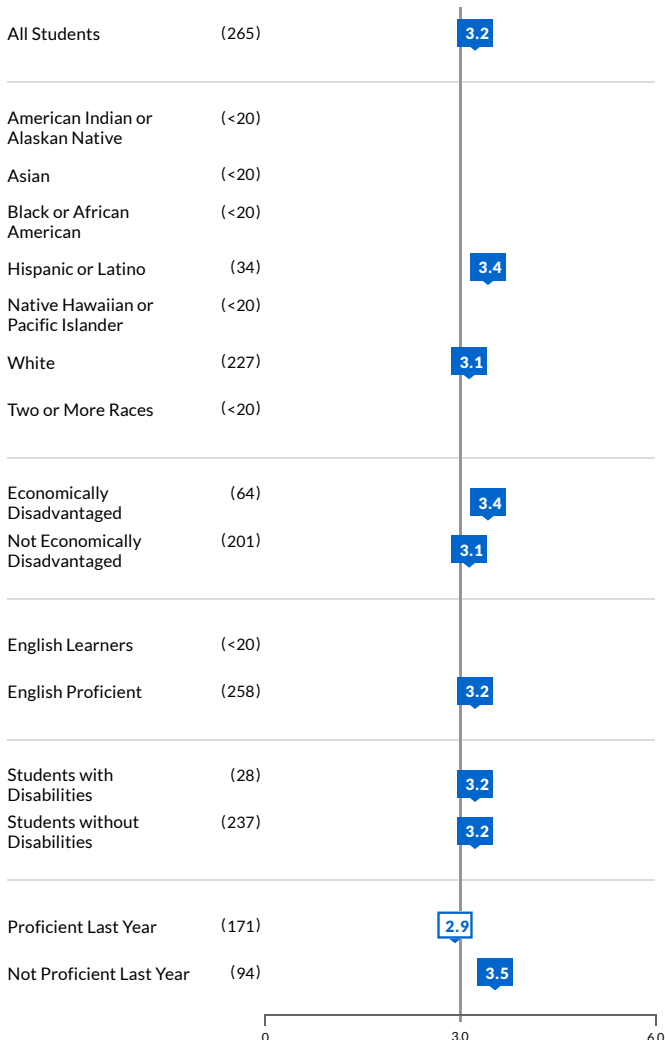 All Students (265) 3.2
American Indian or (<20)
Alaskan Native
Asian (<20)
Black or African (<20)
American
Hispanic or Latino (34) 3.4
Native Hawaiian or (<20)
Pacific Islander
White (227) 3.1
Two or More Races (<20)
Economically (64) 3.4
Disadvantaged
Not Economically (201) 3.1
Disadvantaged
English Learners (<20)
English Proficient (258) 3.2
Students with (28) 3.2
Disabilities
Students without (237) 3.2
Disabilities
Proficient Last Year (171) 2.9
Not Proficient Last Year (94) 3.5
0 3.0 6.0